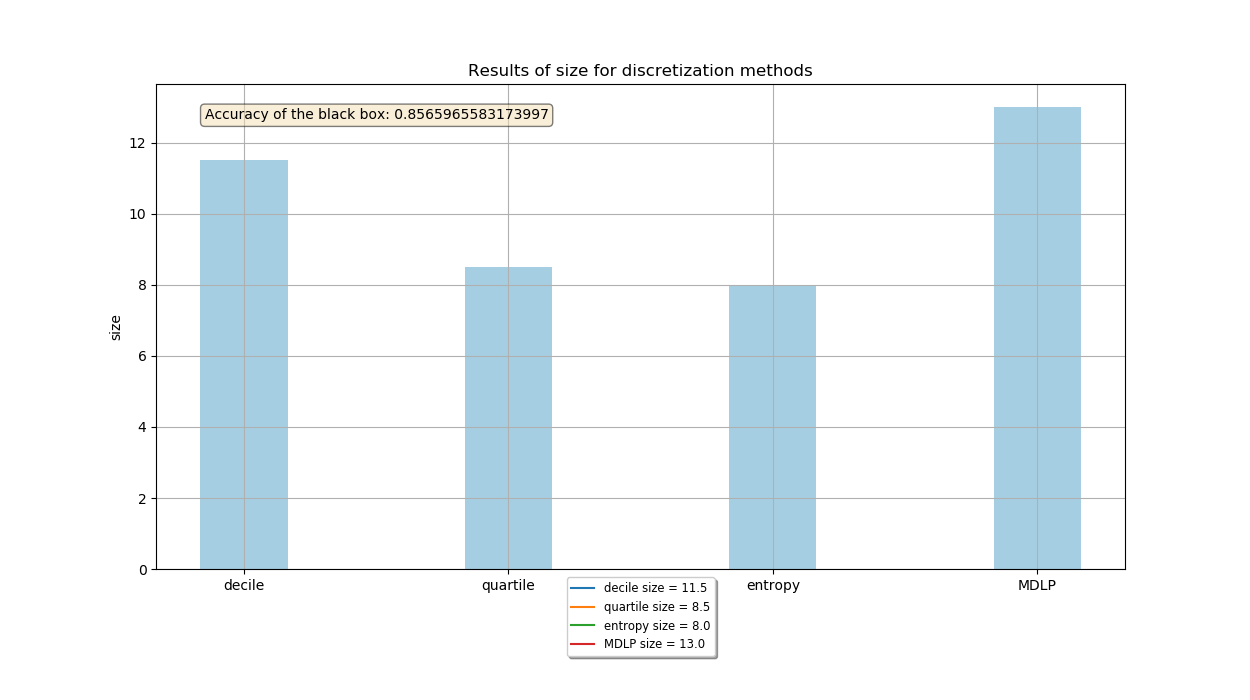 Results of size for discretization methods
Accuracy of the black box: 0.8565965583173997
12
10
8
6
4
2
0
size
decile quartile entropy MDLP
decile size = 11.5
quartile size = 8.5
entropy size = 8.0
MDLP size = 13.0